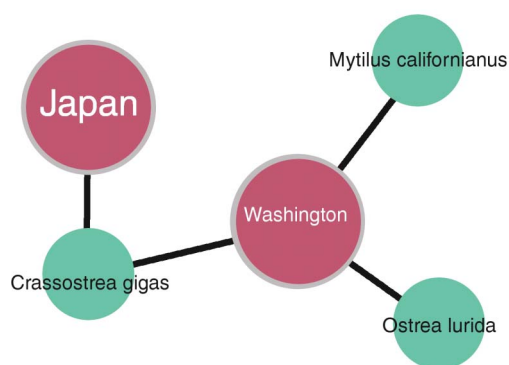 Mytilus californianus
Japan
Washington
Crassostrea gigas
Ostrea lurida